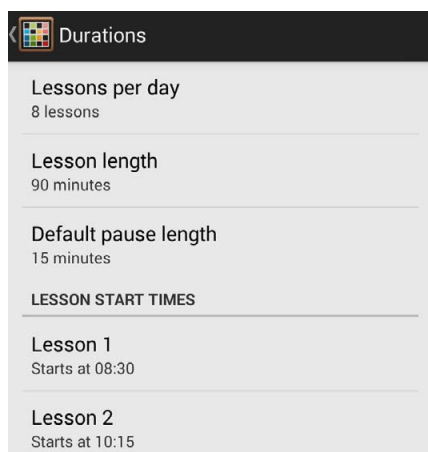 Durations
Lessons per day
8 lessons
Lesson length
90 minutes
Default pause length
15 minutes
LESSON START TIMES
Lesson 1
Starts at 08:30
Lesson 2
Starts at 10:15